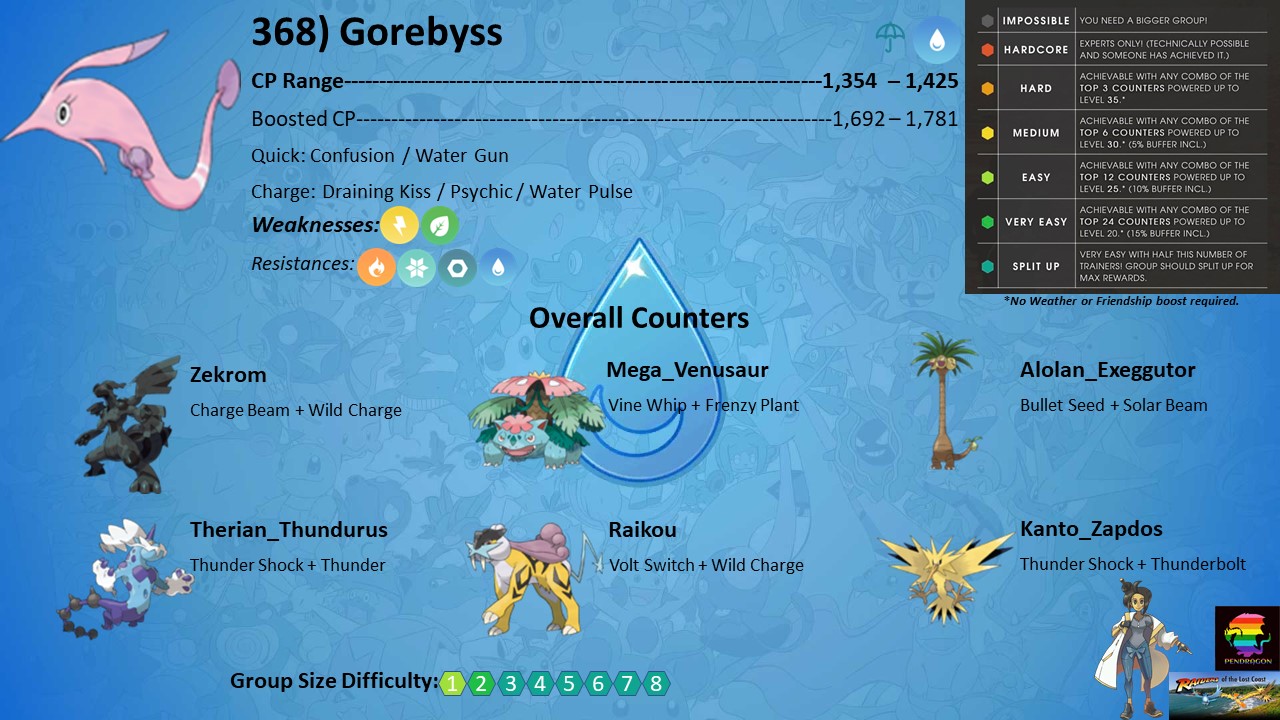 368) Gorebyss
CP Range------------------------------------------------------------------1,354 – 1,425
Boosted CP------------------------------------------------------------------1,692 – 1,781
Quick: Confusion / Water Gun
Charge: Draining Kiss / Psychic / Water Pulse
Weaknesses:
Resistances:
IMPOSSIBLE YOU NEED A BIGGER GROUP!
HARDCORE EXPERTS ONLY! (TECHNICALLY POSSIBLE
AND SOMEONE HAS ACHIEVED IT.)
HARD ACHIEVABLE WITH ANY COMBO OF THE
TOP 3 COUNTERS POWERED UP TO
LEVEL 35.*
MEDIUM ACHIEVABLE WITH ANY COMBO OF THE
TOP 6 COUNTERS POWERED UP TO
LEVEL 30.* (5% BUFFER INCL.)
EASY ACHIEVABLE WITH ANY COMBO OF THE
TOP 12 COUNTERS POWERED UP TO
LEVEL 25.* (10% BUFFER INCL.)
VERY EASY ACHIEVABLE WITH ANY COMBO OF THE
TOP 24 COUNTERS POWERED UP TO
LEVEL 20.* (15% BUFFER INCL.)
SPLIT UP VERY EASY WITH HALF THIS NUMBER OF
TRAINERS! GROUP SHOULD SPLIT UP FOR
MAX REWARDS.
*No Weather or Friendship boost required.
Overall Counters
Zekrom
Charge Beam + Wild Charge
Mega_Venusaur
Vine Whip + Frenzy Plant
Alolan_Exeggutor
Bullet Seed + Solar Beam
Therian_Thundurus
Thunder Shock + Thunder
Raikou
Volt Switch + Wild Charge
Kanto_Zapdos
Thunder Shock + Thunderbolt
Group Size Difficulty: 1 2 3 4 5 6 7 8
PENDRAGON
RAIDERS of the Lost Coast